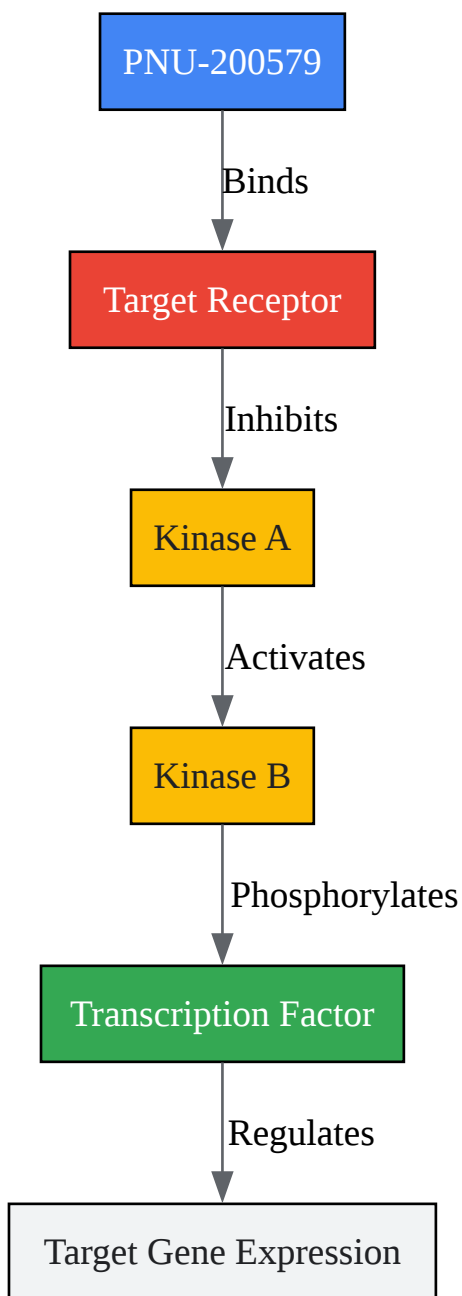 PNU-200579
Binds
Target Receptor
Inhibits
Kinase A
Activates
Kinase B
Phosphorylates
Transcription Factor
Regulates
Target Gene Expression